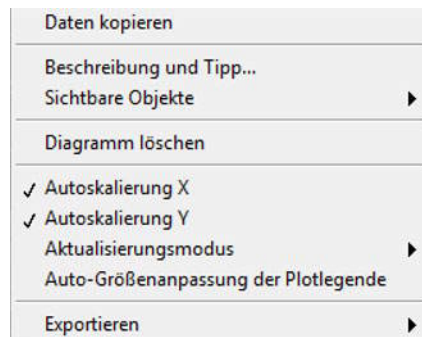 Daten kopieren
Beschreibung und Tipp...
Sichtbare Objekte
Diagramm löschen
Autoskalierung X
Autoskalierung Y
Aktualisierungsmodus
Auto-Größenanpassung der Plotlegende
Exportieren